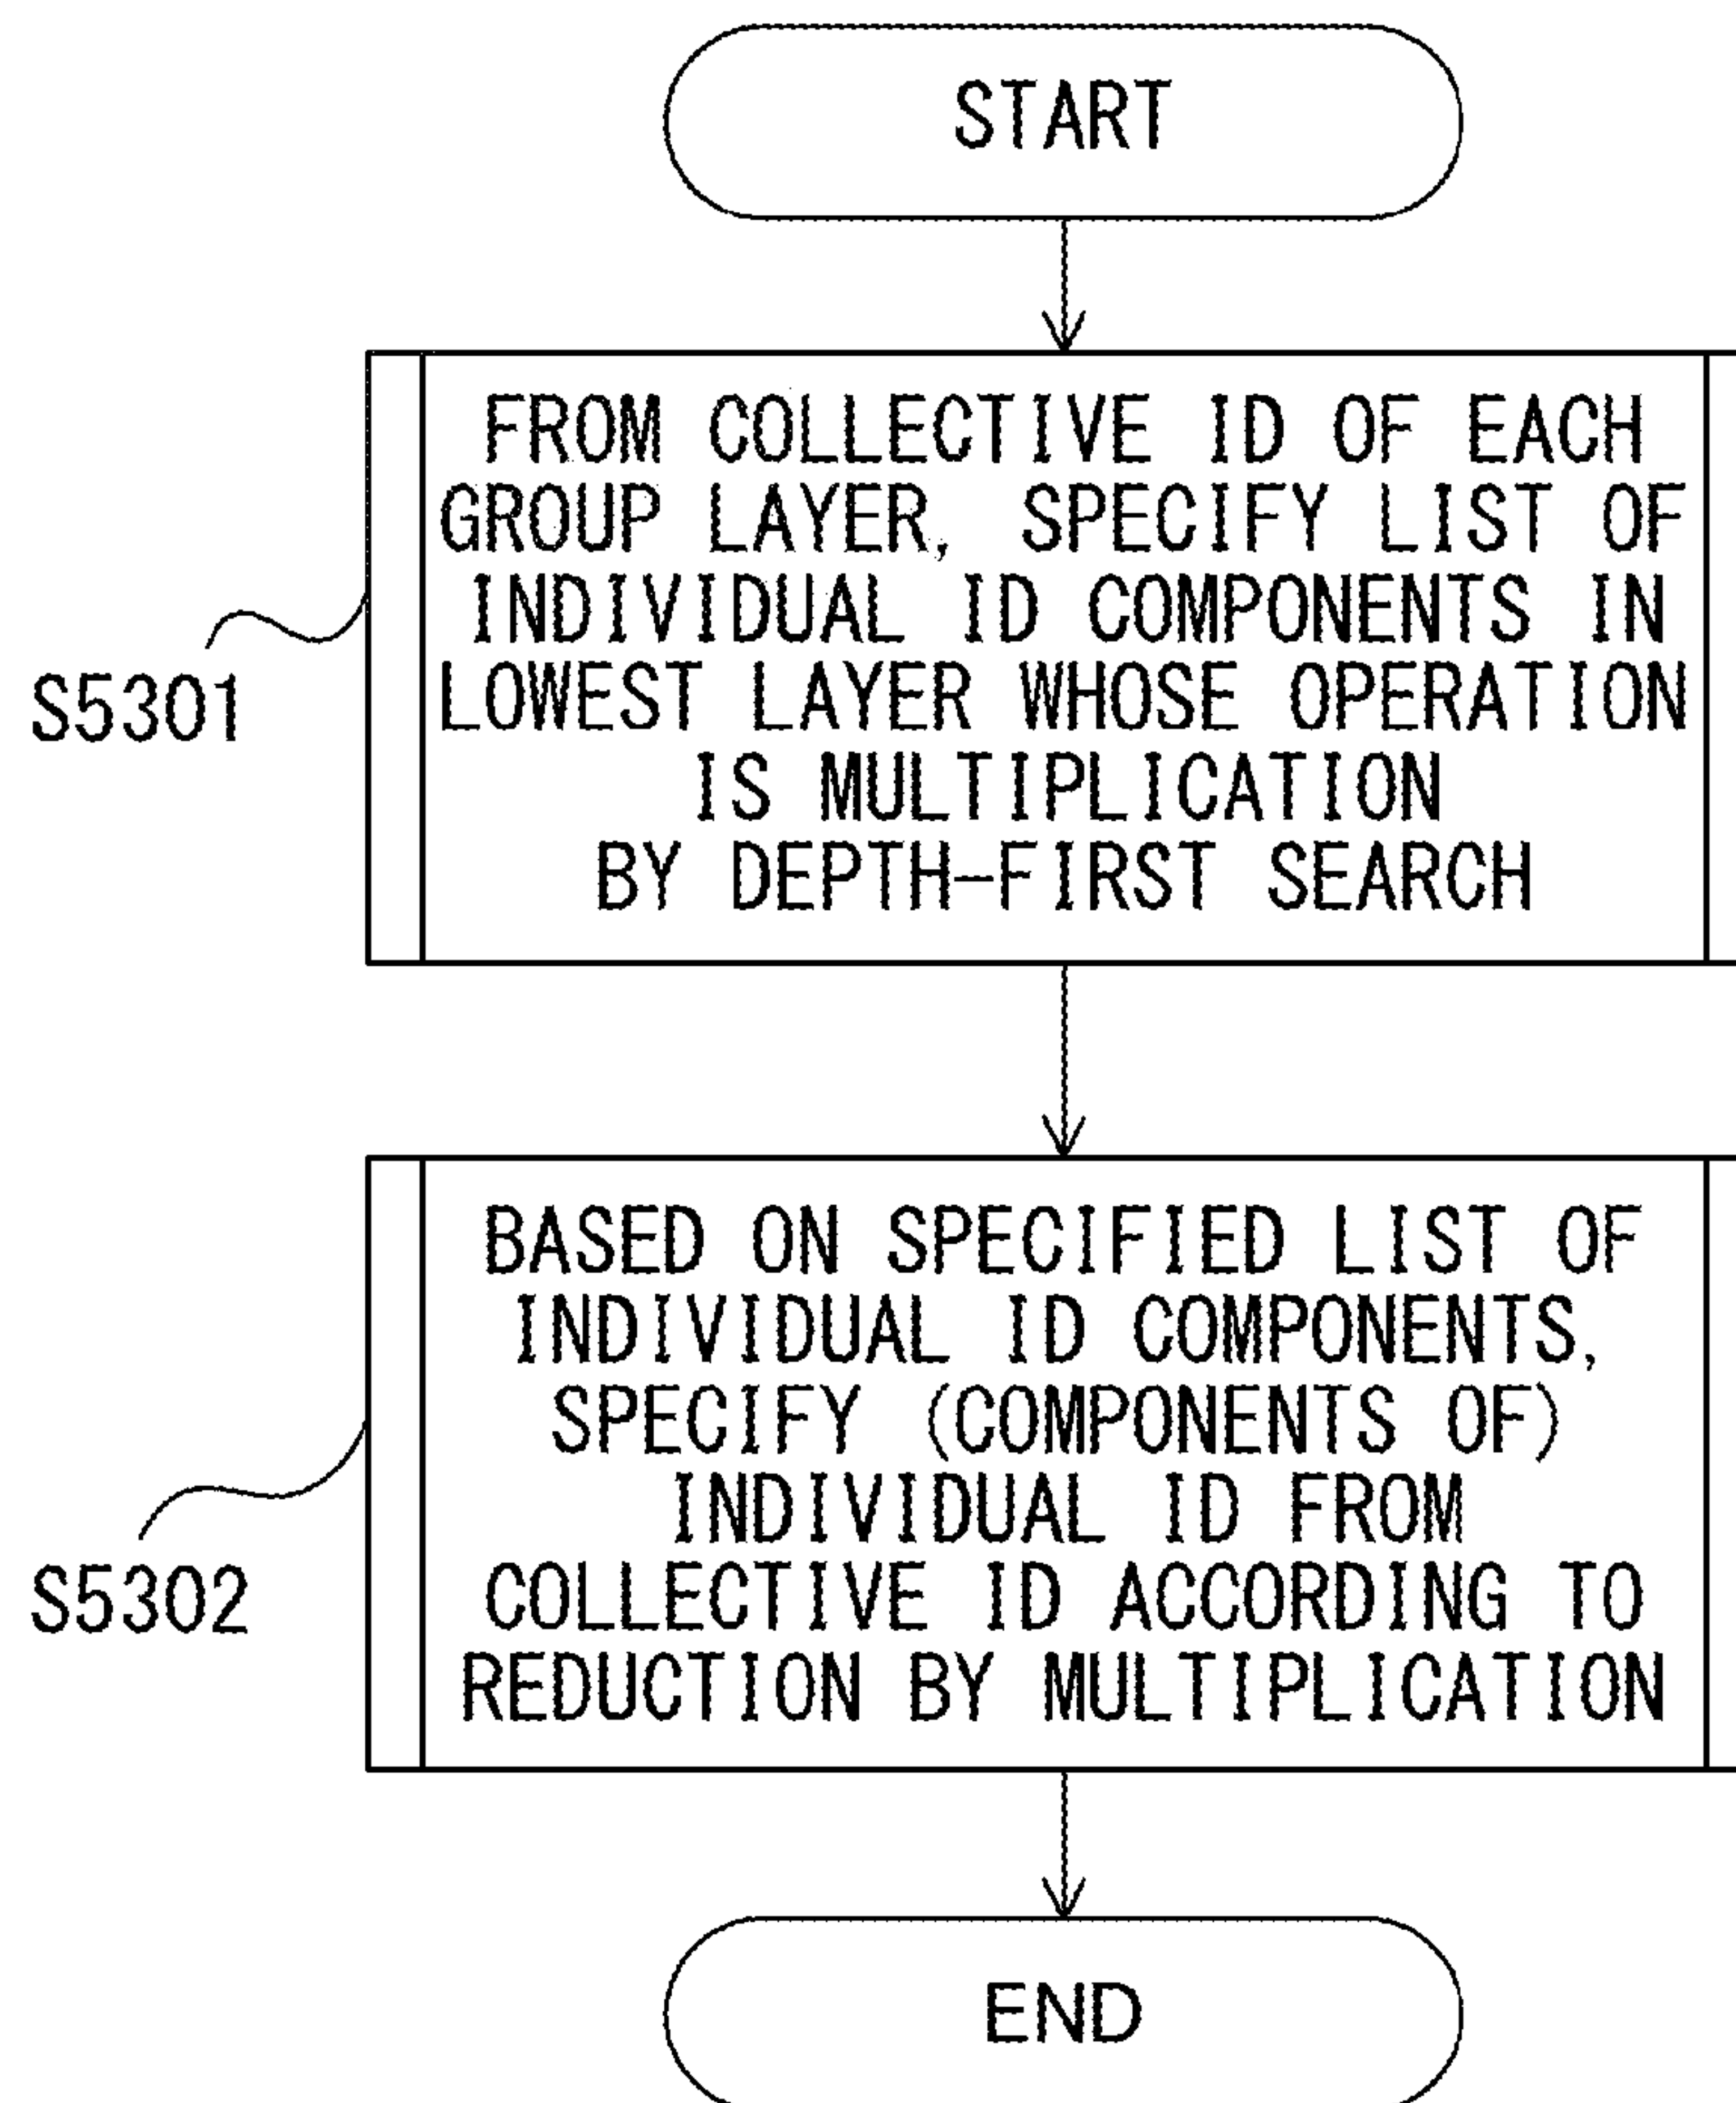 START
FROM COLLECTIVE ID OF EACH
GROUP LAYER, SPECIFY LIST OF
INDIVIDUAL ID COMPONENTS IN
LOWEST LAYER WHOSE OPERATION
IS MULTIPLICATION
BY DEPTH-FIRST SEARCH
S5301
BASED ON SPECIFIED LIST OF
INDIVIDUAL ID COMPONENTS,
SPECIFY (COMPONENTS OF)
INDIVIDUAL ID FROM
COLLECTIVE ID ACCORDING TO
REDUCTION BY MULTIPLICATION
S5302
END